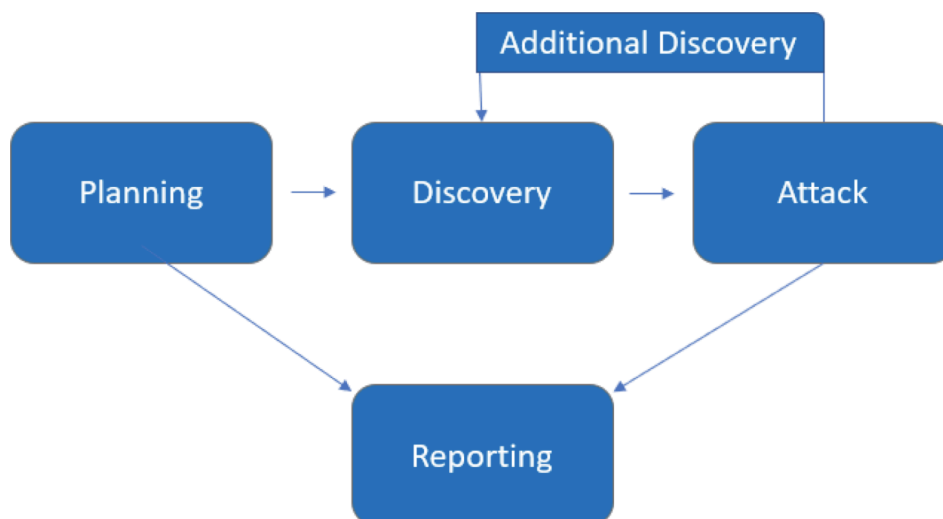 Additional Discovery
Planning
Discovery
Attack
Reporting